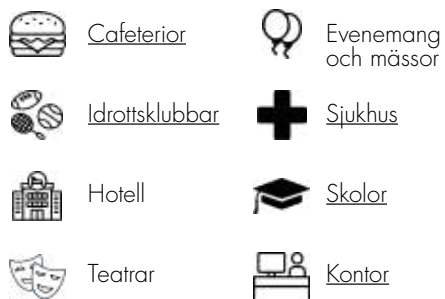 Cafeterior
Evenemang
och mässor
Idrottsklubbar
Sjukhus
Hotell
Skolor
Teatrar
Kontor